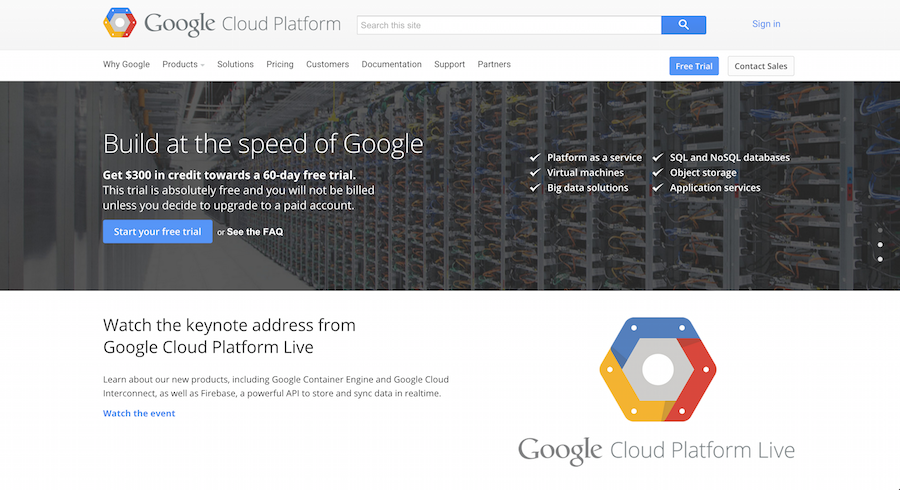 Google Cloud Platform
Search this site
Sign in
Why Google Products Solutions Pricing Customers Documentation Support Partners
Free Trial Contact Sales
Build at the speed of Google
Get $300 in credit towards a 60-day free trial.
This trial is absolutely free and you will not be billed
unless you decide to upgrade to a paid account.
Start your free trial or See the FAQ
Platform as a service SQL and NoSQL databases
Virtual machines Object storage
Big data solutions Application services
Watch the keynote address from
Google Cloud Platform Live
Learn about our new products, including Google Container Engine and Google Cloud
Interconnect, as well as Firebase, a powerful API to store and sync data in realtime.
Watch the event
Google Cloud Platform Live